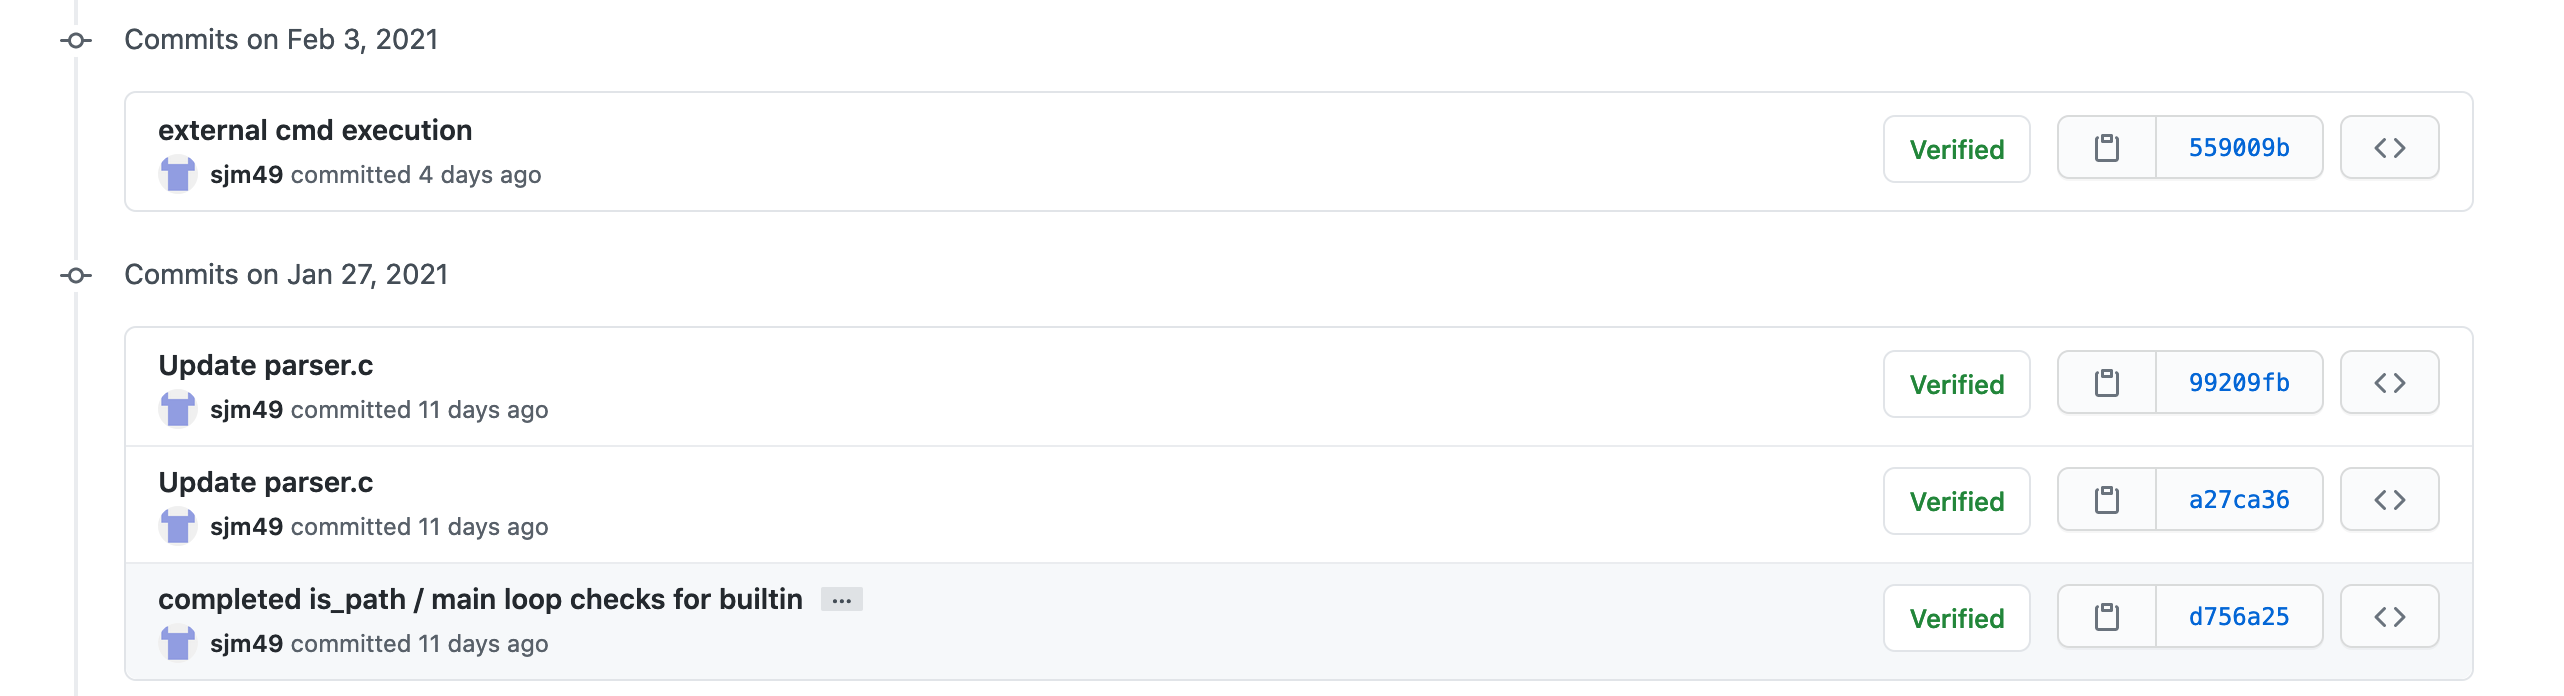 Commits on Feb 3, 2021
external cmd execution
sjm49 committed 4 days ago
Verified
559009b
Commits on Jan 27, 2021
Update parser.c
sjm49 committed 11 days ago
Verified
99209fb
Update parser.c
sjm49 committed 11 days ago
Verified
a27ca36
completed is_path / main loop checks for builtin ...
sjm49 committed 11 days ago
Verified
d756a25